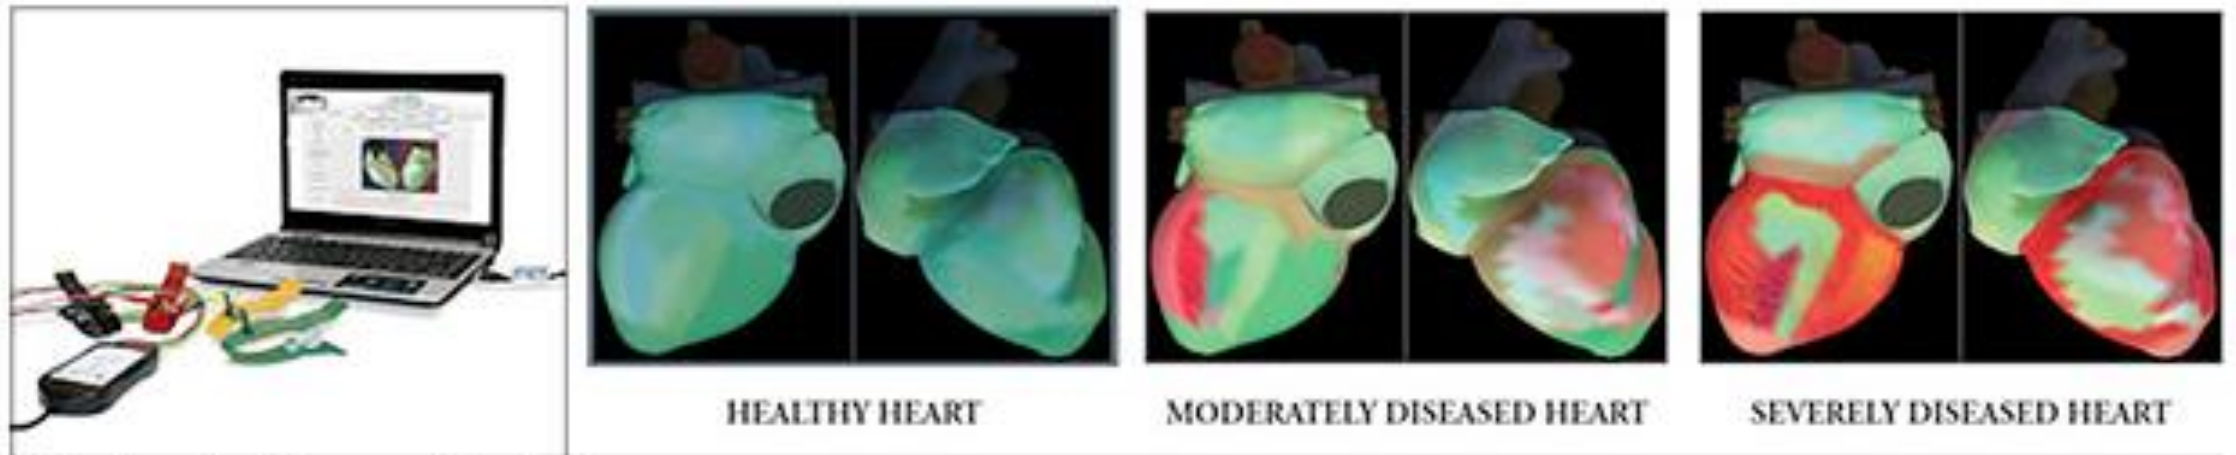 HEALTHY HEART
MODERATELY DISEASED HEART
SEVERELY DISEASED HEART